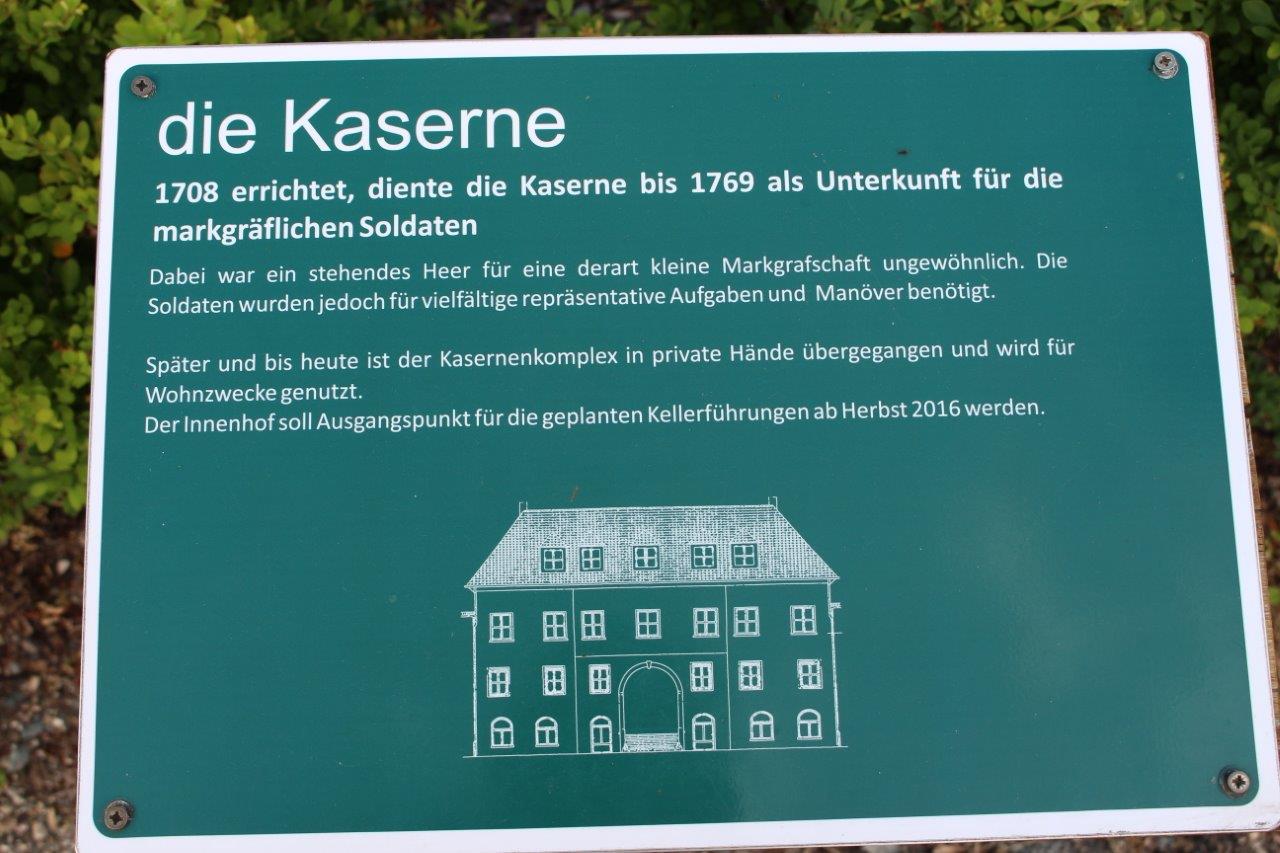 die Kaserne
1708 errichtet, diente die Kaserne bis 1769 als Unterkunft für die
markgräflichen Soldaten
Dabei war ein stehendes Heer für eine derart kleine Markgrafschaft ungewöhnlich. Die
Soldaten wurden jedoch für vielfältige repräsentative Aufgaben und Manöver benötigt.
Später und bis heute ist der Kasernenkomplex in private Hände übergegangen und wird für
Wohnzwecke genutzt.
Der Innenhof soll Ausgangspunkt für die geplanten Kellerführungen ab Herbst 2016 werden.